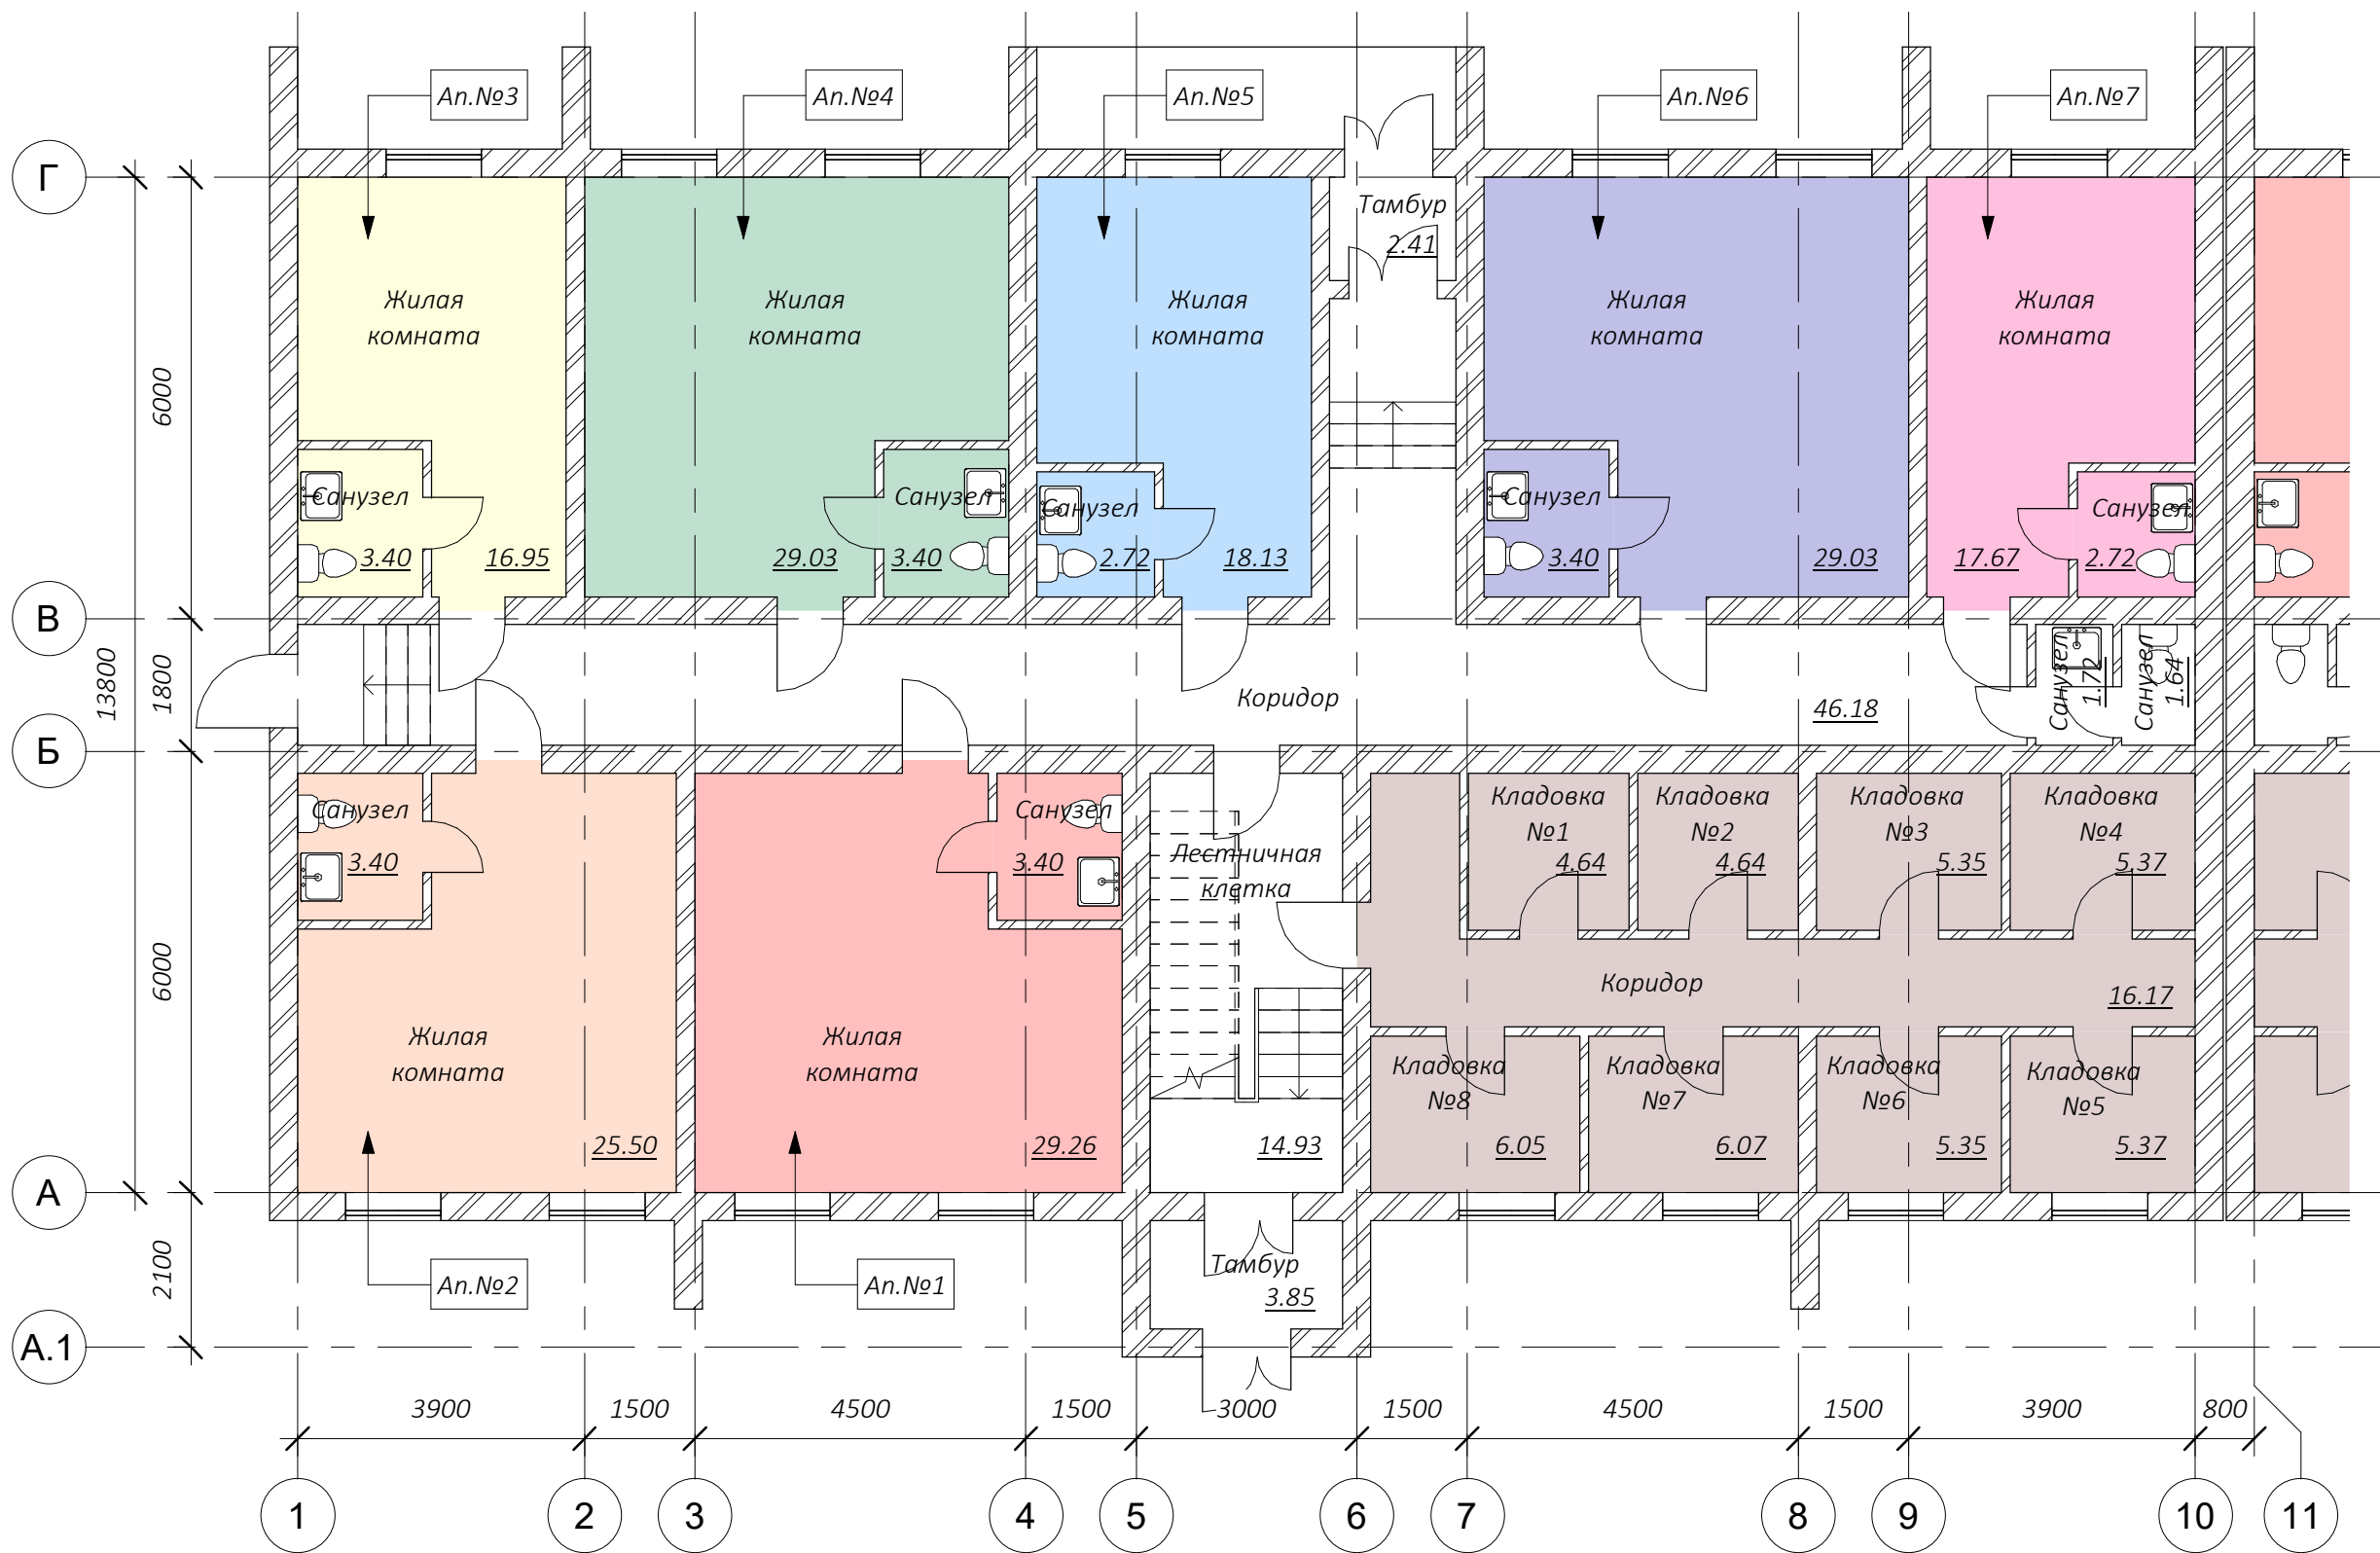 Ап.№3
Ап.№4
Ап.№5
Ап.№6
Ап.№7
Г
Тамбур
2.41
Жилая
комната
Жилая
комната
Жилая
комната
Жилая
комната
Жилая
комната
6000
Санузел
Санузел
Санузел
Санузел
Санузел
3.40
16.95
29.03
3.40
2.72
18.13
3.40
29.03
17.67
2.72
В
13800
1800
Коридор
46.18
Санузел
1.72
Санузел
1.64
Б
Санузел
3.40
Санузел
3.40
Лестничная
клетка
Кладовка
№1
4.64
Кладовка
№2
4.64
Кладовка
№3
5.35
Кладовка
№4
5.37
6000
Коридор
16.17
Жилая
комната
25.50
Жилая
комната
29.26
14.93
Кладовка
№8
6.05
Кладовка
№7
6.07
Кладовка
№6
5.35
Кладовка
№5
5.37
А
2100
Ап.№2
Ап.№1
Тамбур
3.85
А.1
3900
1500
4500
1500
3000
1500
4500
1500
3900
800
1
2
3
4
5
6
7
8
9
10
11